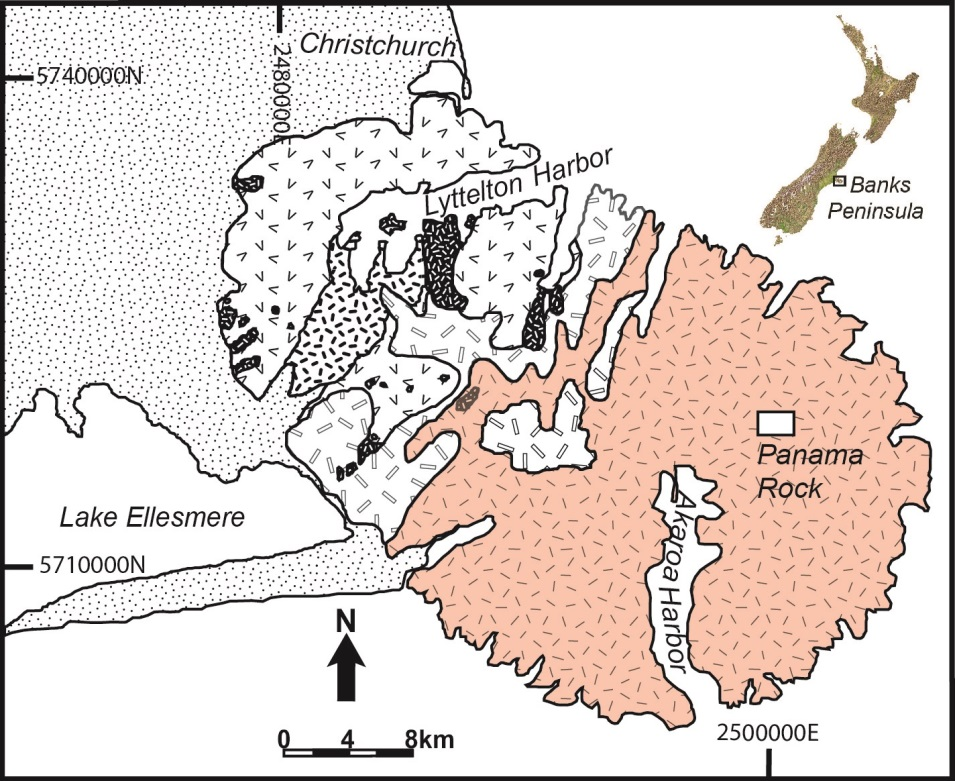 Christchurch
5740000N
2480000E
Lyttelton Harbor
Banks
Peninsula
Panama
Rock
Lake Ellesmere
Akaroa Harbor
5710000N
N
0 4 8km
2500000E